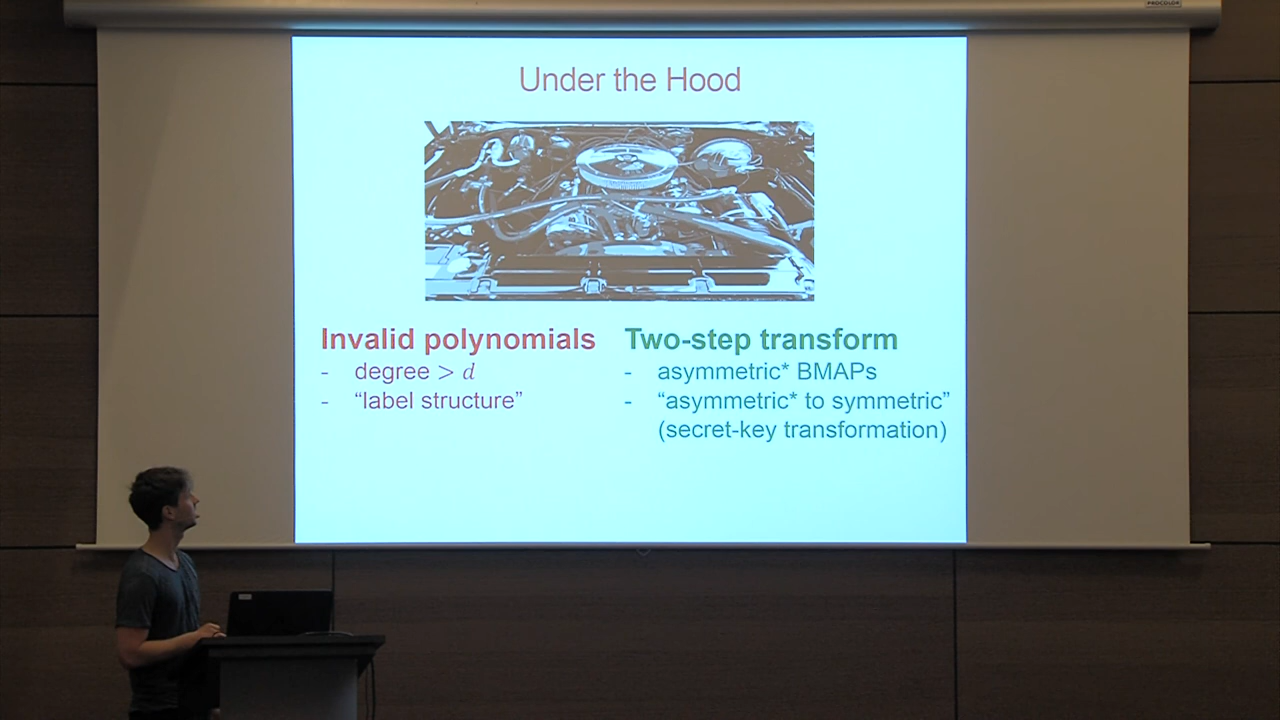 PROCOLOR
Under the Hood
Invalid polynomials
- degree > d
- “label structure”
Two-step transform
- asymmetric* BMAPs
- “asymmetric* to symmetric”
(secret-key transformation)